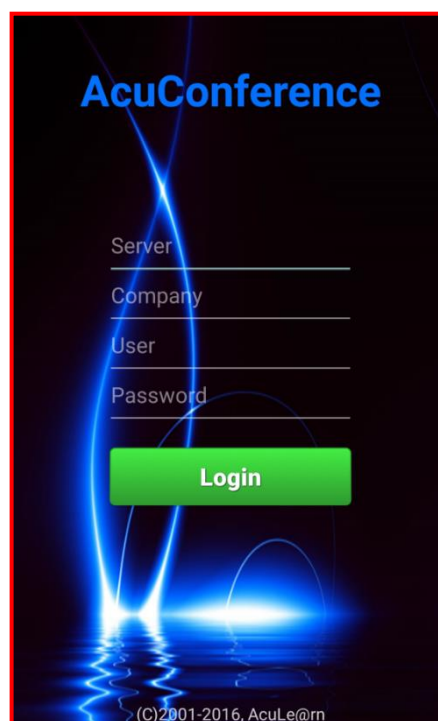 AcuConference
Server
Company
User
Password
Login
(C)2001-2016, AcuLe@rn